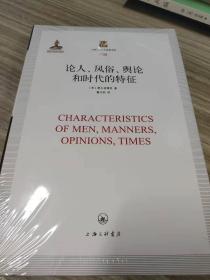 论人、风俗、舆论
和时代的特征
CHARACTERISTICS
OF MEN, MANNERS,
OPINIONS, TIMES
上海三联书店